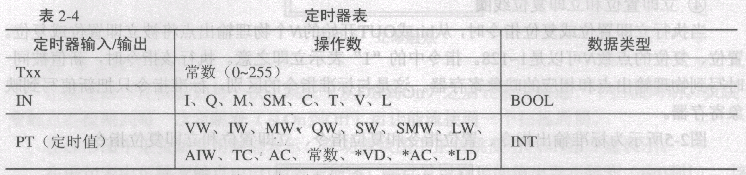 表 2-4 定时器表
定时器输入/输出 操作数 数据类型
Txx 常数（0~255）
IN I、Q、M、SM、C、T、V、L BOOL
PT（定时值） VW、IW、MW、QW、SW、SMW、LW、AIW、TC、AC、常数、*VD、*AC、*LD INT